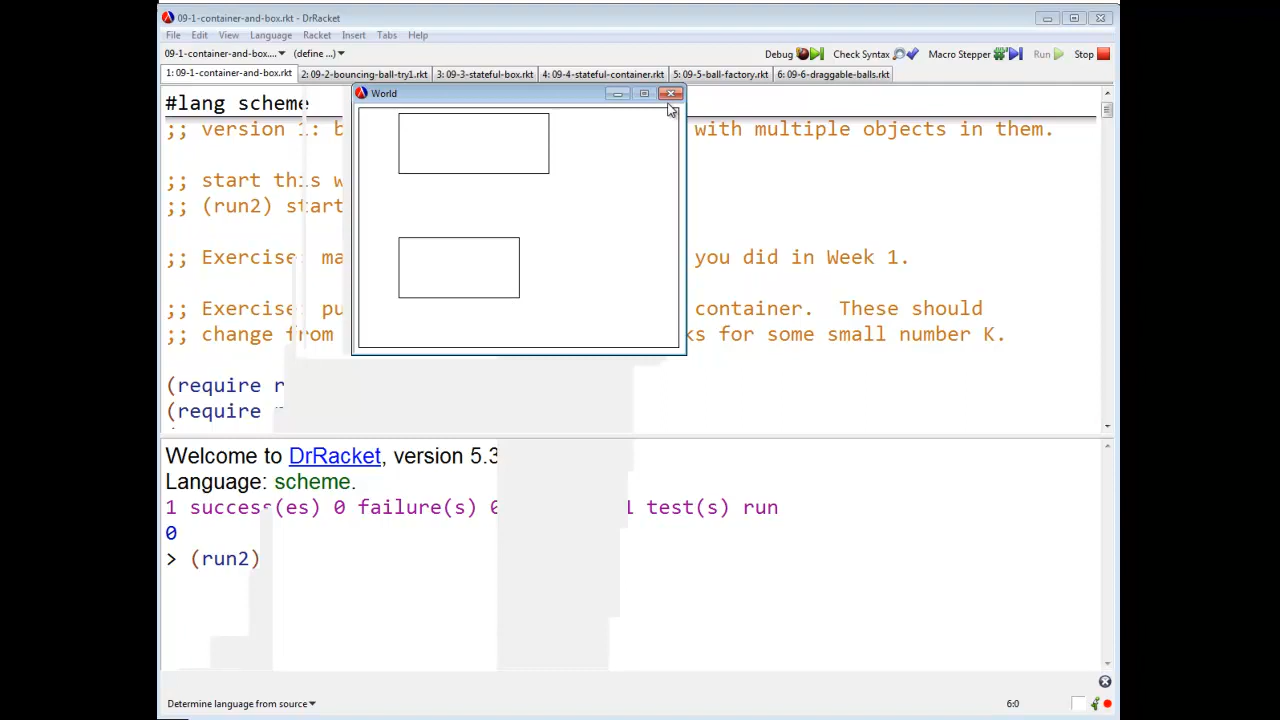 09-1-container-and-box.rkt - DrRacket
File Edit View Language Racket Insert Tabs Help
09-1-container-and-box.... (define ...) Debug Check Syntax Macro Stepper Run Stop
1: 09-1-container-and-box.rkt 2: 09-2-bouncing-ball-try1.rkt 3: 09-3-stateful-box.rkt 4: 09-4-stateful-container.rkt 5: 09-5-ball-factory.rkt 6: 09-6-draggable-balls.rkt
World
#lang scheme
;; version 1: b with multiple objects in them.
;; start this w
;; (run2) start
;; Exercise: ma you did in Week 1.
;; Exercise: pu container. These should
;; change from ks for some small number K.
(require r
(require
Welcome to DrRacket, version 5.3
Language: scheme.
1 success(es) 0 failure(s) 0 1 test(s) run
0
> (run2)
Determine language from source 6:0